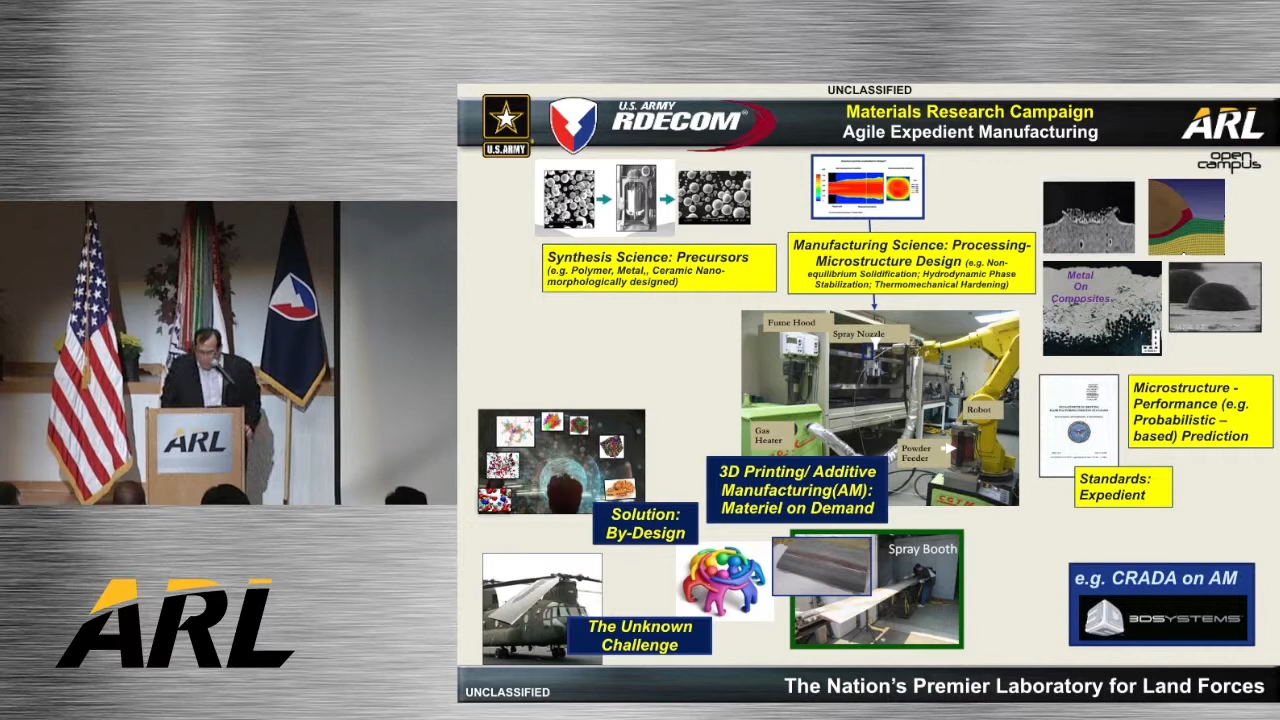 UNCLASSIFIED
U.S. ARMY
U.S. ARMY
RDECOM®
Materials Research Campaign
Agile Expedient Manufacturing
ARL
open
campus
Synthesis Science: Precursors
(e.g. Polymer, Metal,, Ceramic Nano-
morphologically designed)
Manufacturing Science: Processing-
Microstructure Design (e.g. Non-
equilibrium Solidification; Hydrodynamic Phase
Stabilization; Thermomechanical Hardening)
Metal
On
Composites
Fume Hood
Spray Nozzle
Robot
Gas
Heater
Powder
Feeder
Microstructure -
Performance (e.g.
Probabilistic –
based) Prediction
Standards:
Expedient
3D Printing/ Additive
Manufacturing(AM):
Materiel on Demand
Solution:
By-Design
Spray Booth
The Unknown
Challenge
e.g. CRADA on AM
3DSYSTEMS
UNCLASSIFIED
The Nation's Premier Laboratory for Land Forces
ARL
ARL